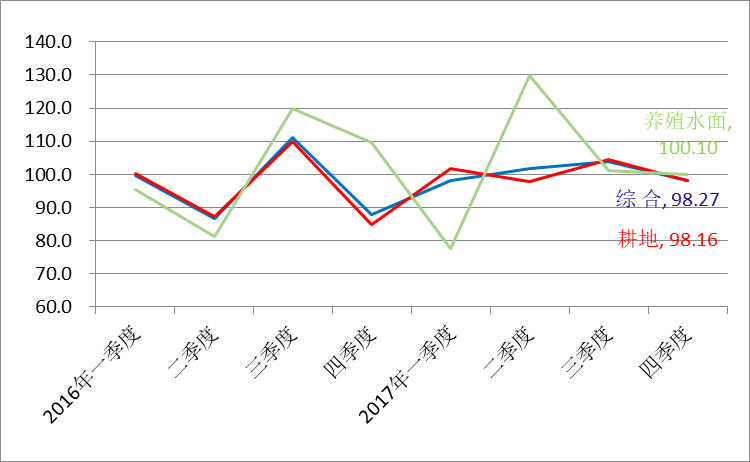 140.0
130.0
120.0
110.0
100.0
90.0
80.0
70.0
60.0
养殖水面,
100.10
综 合, 98.27
耕地, 98.16
2016年一季度
二季度
三季度
四季度
2017年一季度
二季度
三季度
四季度